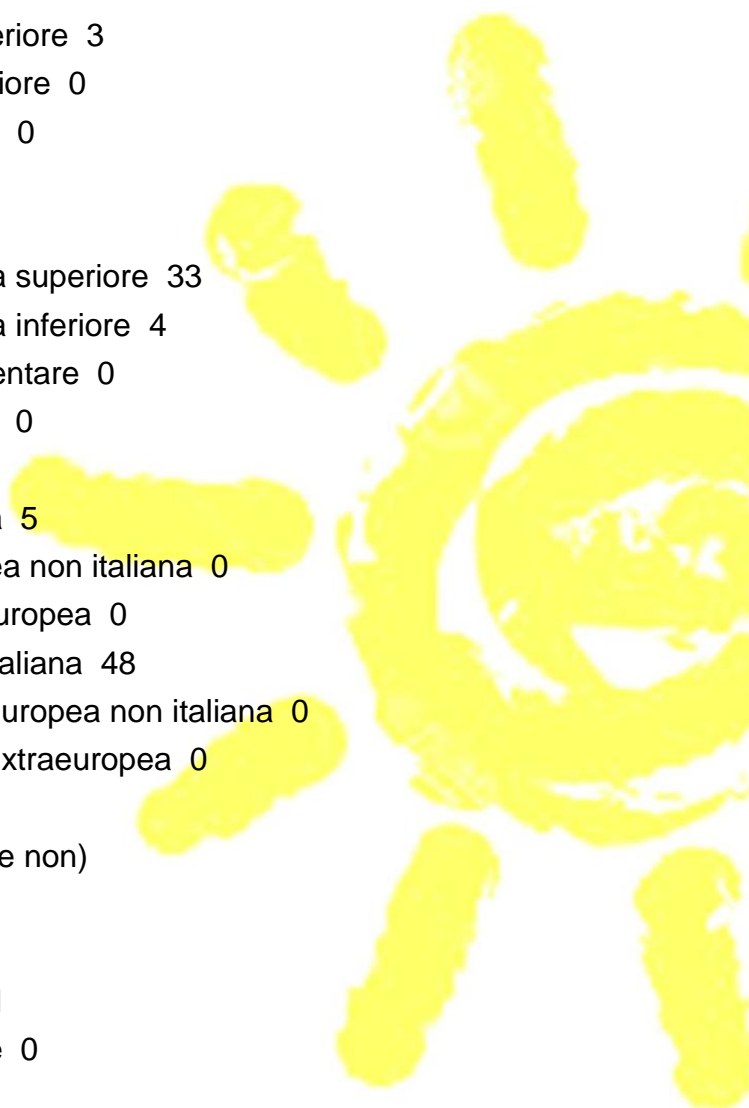 eriore 3
iore 0
0
a superiore 33
a inferiore 4
entare 0
0
a 5
ea non italiana 0
uropea 0
aliana 48
uropea non italiana 0
xtraeuropea 0
e non)
e 0